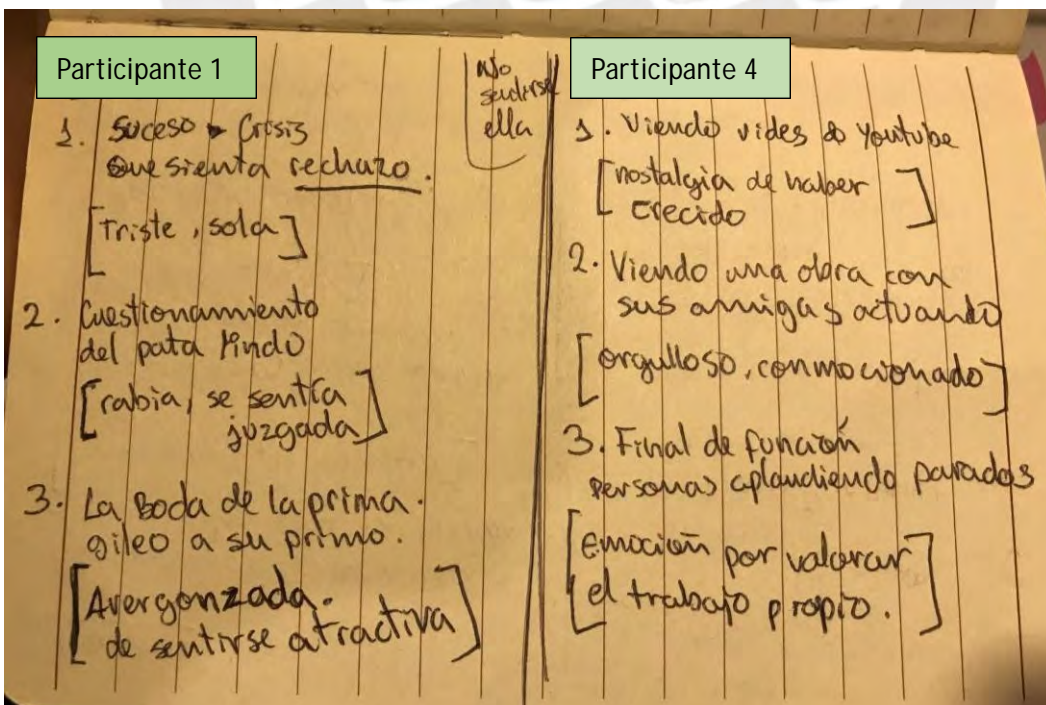 Participante 1
1. Suceso → Crisis
Que sienta rechazo.
[Triste, sola]
2. Cuestionamiento
del pata lindo
[rabia, se sentía
juzgada]
3. La Boda de la prima.
gileo a su primo.
[Avergonzada.
de sentirse atractiva]
No
sentirse
ella
Participante 4
1. Viendo vides de youtube
[nostalgia de haber
crecido]
2. Viendo una obra con
sus amigas actuando
[orgulloso, conmocionado]
3. Final de función
personas aplaudiendo parados
[Emoción por valorar
el trabajo propio.]